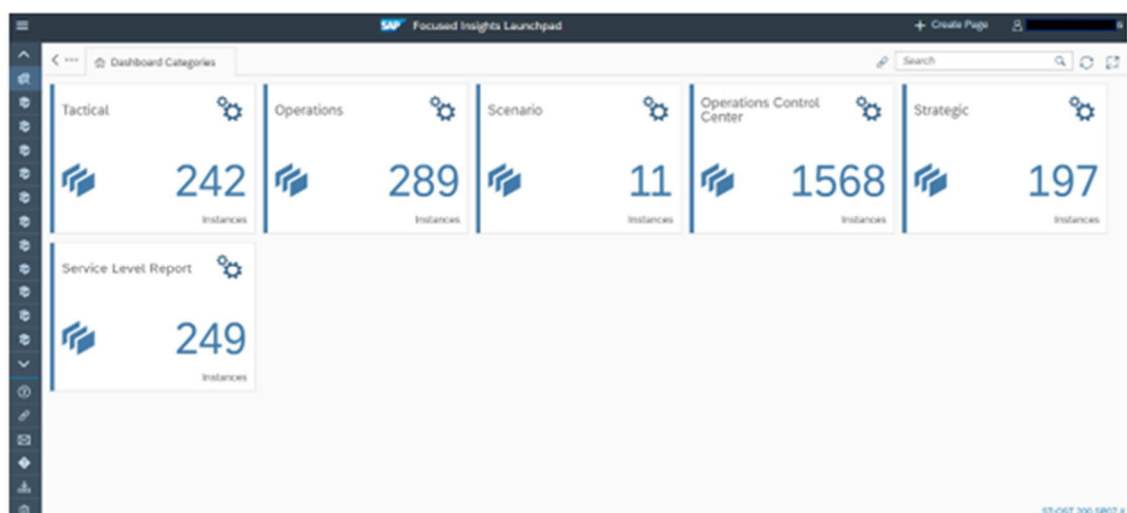 SAP Focused Insights Launchpad
+ Create Page
Dashboard Categories
Search
Tactical
242
Instances
Operations
289
Instances
Scenario
11
Instances
Operations Control
Center
1568
Instances
Strategic
197
Instances
Service Level Report
249
Instances